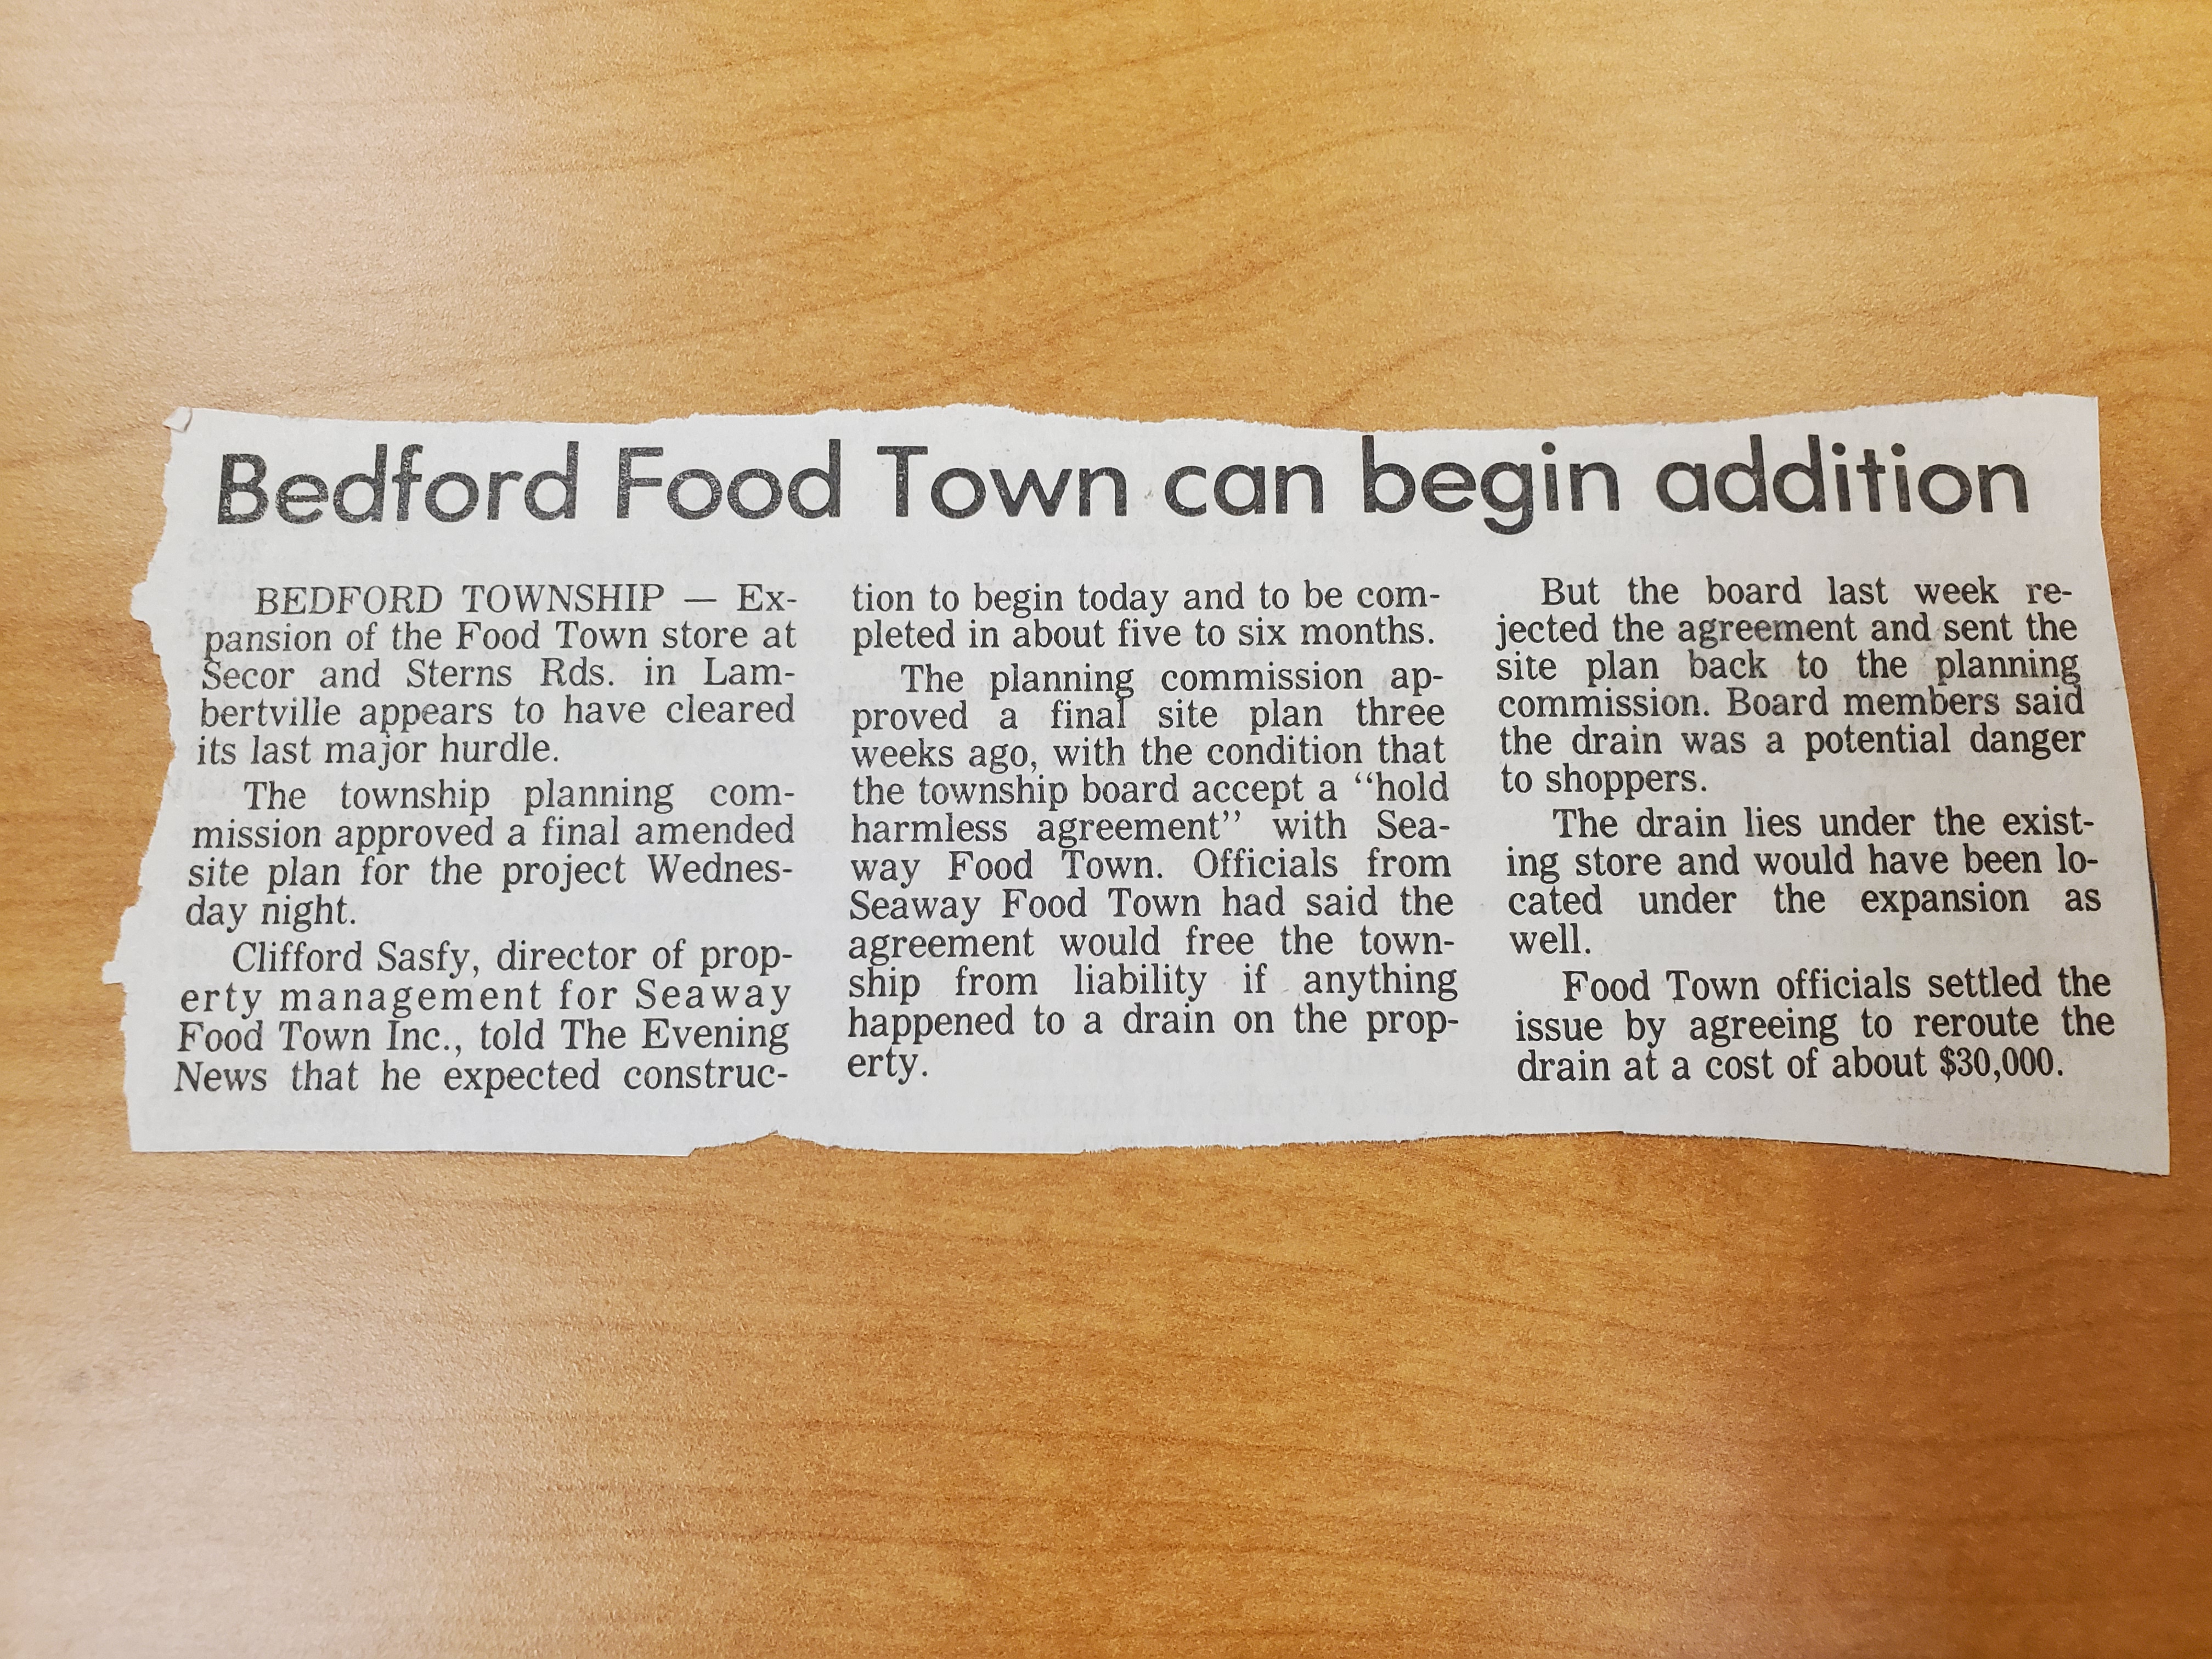 Bedford Food Town can begin addition
BEDFORD TOWNSHIP — Ex-
pansion of the Food Town store at
Secor and Sterns Rds. in Lam-
bertville appears to have cleared
its last major hurdle.
The township planning com-
mission approved a final amended
site plan for the project Wednes-
day night.
Clifford Sasfy, director of prop-
erty management for Seaway
Food Town Inc., told The Evening
News that he expected construc-
tion to begin today and to be com-
pleted in about five to six months.
The planning commission ap-
proved a final site plan three
weeks ago, with the condition that
the township board accept a “hold
harmless agreement” with Sea-
way Food Town. Officials from
Seaway Food Town had said the
agreement would free the town-
ship from liability if anything
happened to a drain on the prop-
erty.
But the board last week re-
jected the agreement and sent the
site plan back to the planning
commission. Board members said
the drain was a potential danger
to shoppers.
The drain lies under the exist-
ing store and would have been lo-
cated under the expansion as
well.
Food Town officials settled the
issue by agreeing to reroute the
drain at a cost of about $30,000.